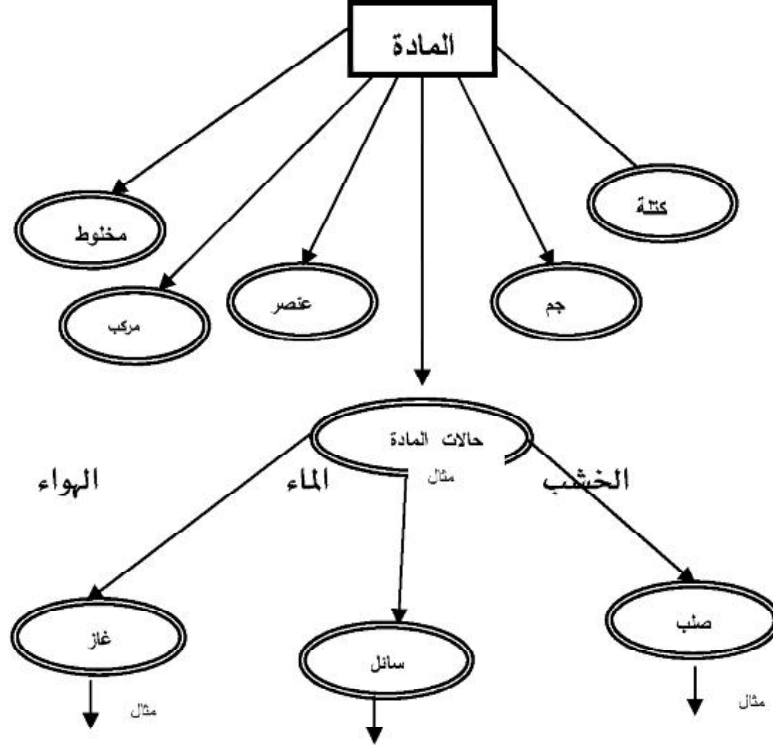 المادة
كتلة
مخلوط
جم
عنصر
مركب
حالات المادة
مثال
الخشب
الماء
الهواء
صلب
سائل
غاز
مثال
مثال